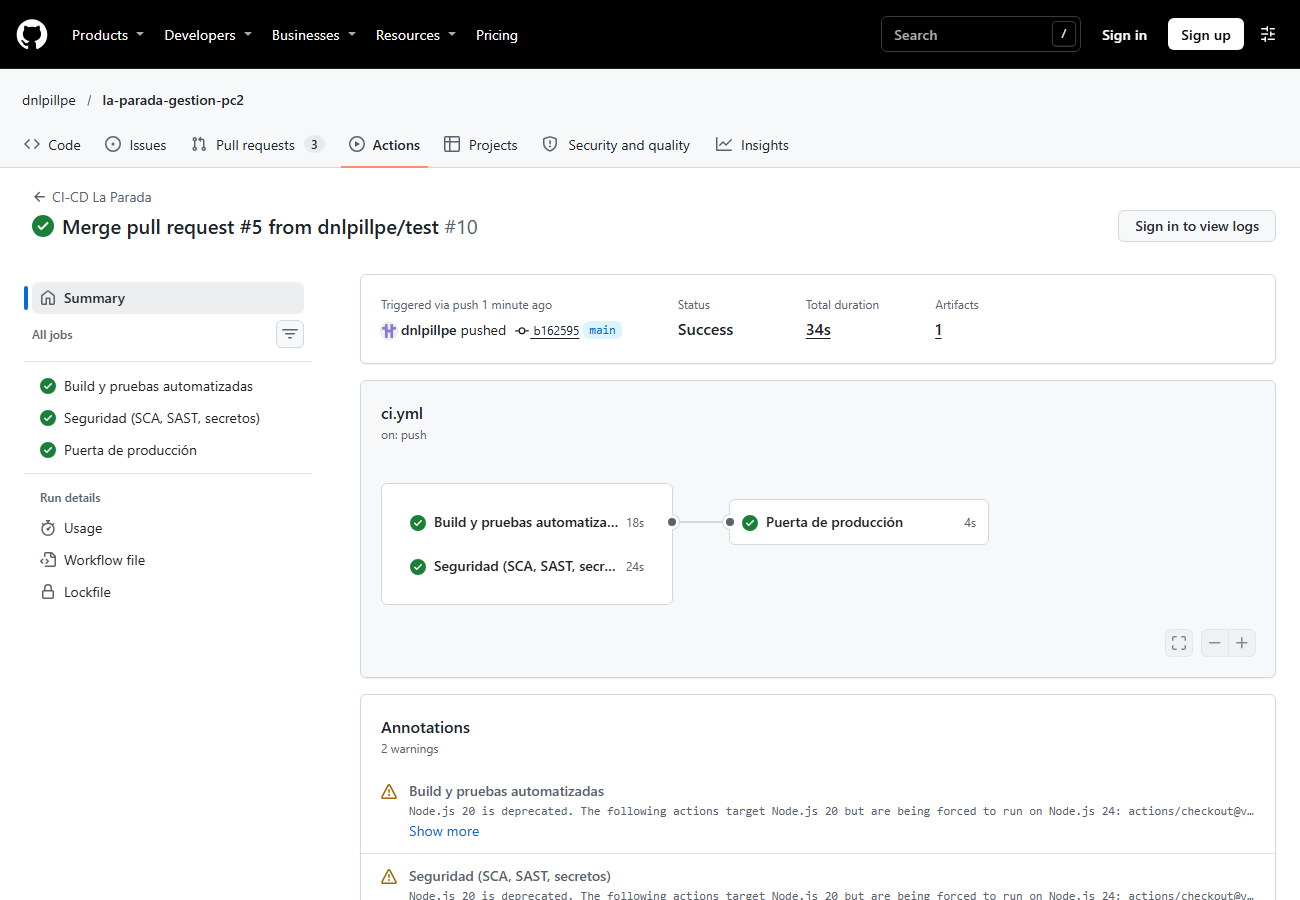 Products Developers Businesses Resources Pricing Search / Sign in Sign up
dnlpillpe / la-parada-gestion-pc2
Code Issues Pull requests 3 Actions Projects Security and quality Insights
CI-CD La Parada
Merge pull request #5 from dnlpillpe/test #10
Sign in to view logs
Summary
All jobs
Build y pruebas automatizadas
Seguridad (SCA, SAST, secretos)
Puerta de producción
Run details
Usage
Workflow file
Lockfile
Triggered via push 1 minute ago
dnlpillpe pushed b162595 main
Status
Success
Total duration
34s
Artifacts
1
ci.yml
on: push
Build y pruebas automatiza... 18s
Seguridad (SCA, SAST, secr... 24s
Puerta de producción 4s
Annotations
2 warnings
Build y pruebas automatizadas
Node.js 20 is deprecated. The following actions target Node.js 20 but are being forced to run on Node.js 24: actions/checkout@v…
Show more
Seguridad (SCA, SAST, secretos)
Node.js 20 is deprecated. The following actions target Node.js 20 but are being forced to run on Node.js 24: actions/checkout@v…